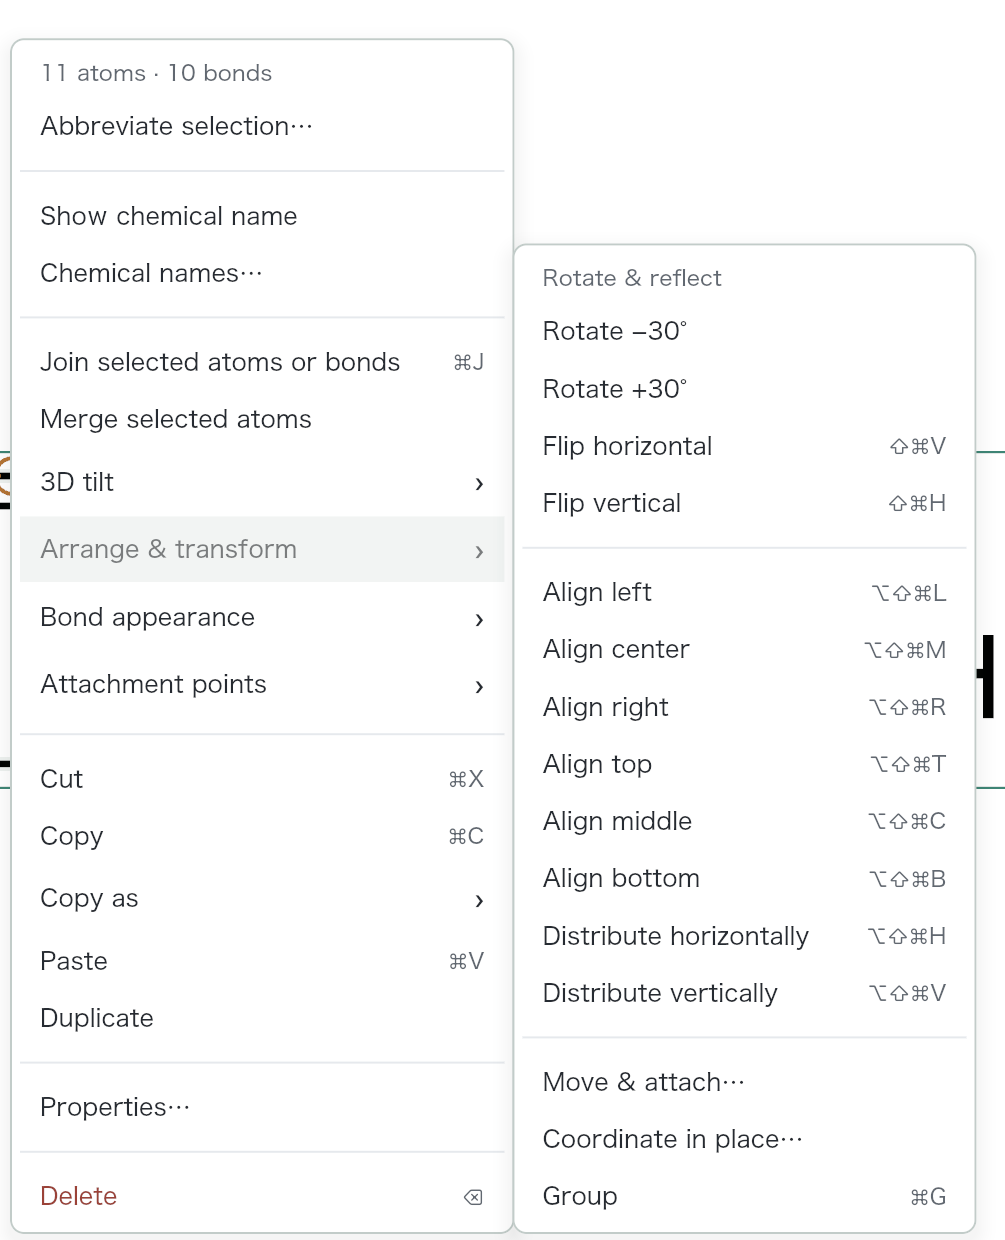 11 atoms · 10 bonds
Abbreviate selection⋯
Show chemical name
Chemical names⋯
Join selected atoms or bonds ⌘J
Merge selected atoms
3D tilt ›
Arrange & transform ›
Bond appearance ›
Attachment points ›
Cut ⌘X
Copy ⌘C
Copy as ›
Paste ⌘V
Duplicate
Properties⋯
Delete ⌫
Rotate & reflect
Rotate −30°
Rotate +30°
Flip horizontal ⇧⌘V
Flip vertical ⇧⌘H
Align left ⌥⇧⌘L
Align center ⌥⇧⌘M
Align right ⌥⇧⌘R
Align top ⌥⇧⌘T
Align middle ⌥⇧⌘C
Align bottom ⌥⇧⌘B
Distribute horizontally ⌥⇧⌘H
Distribute vertically ⌥⇧⌘V
Move & attach⋯
Coordinate in place⋯
Group ⌘G